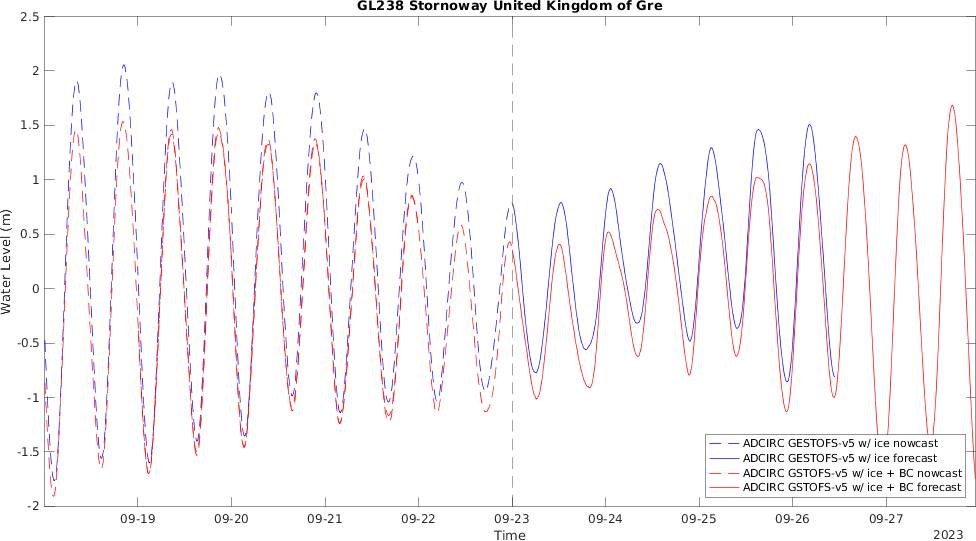 GL238 Stornoway United Kingdom of Gre
2.5
2
1.5
1
0.5
0
-0.5
-1
-1.5
-2
Water Level (m)
ADCIRC GESTOFS-v5 w/ ice nowcast
ADCIRC GESTOFS-v5 w/ ice forecast
ADCIRC GSTOFS-v5 w/ ice + BC nowcast
ADCIRC GSTOFS-v5 w/ ice + BC forecast
09-19 09-20 09-21 09-22 09-23 09-24 09-25 09-26 09-27
Time
2023